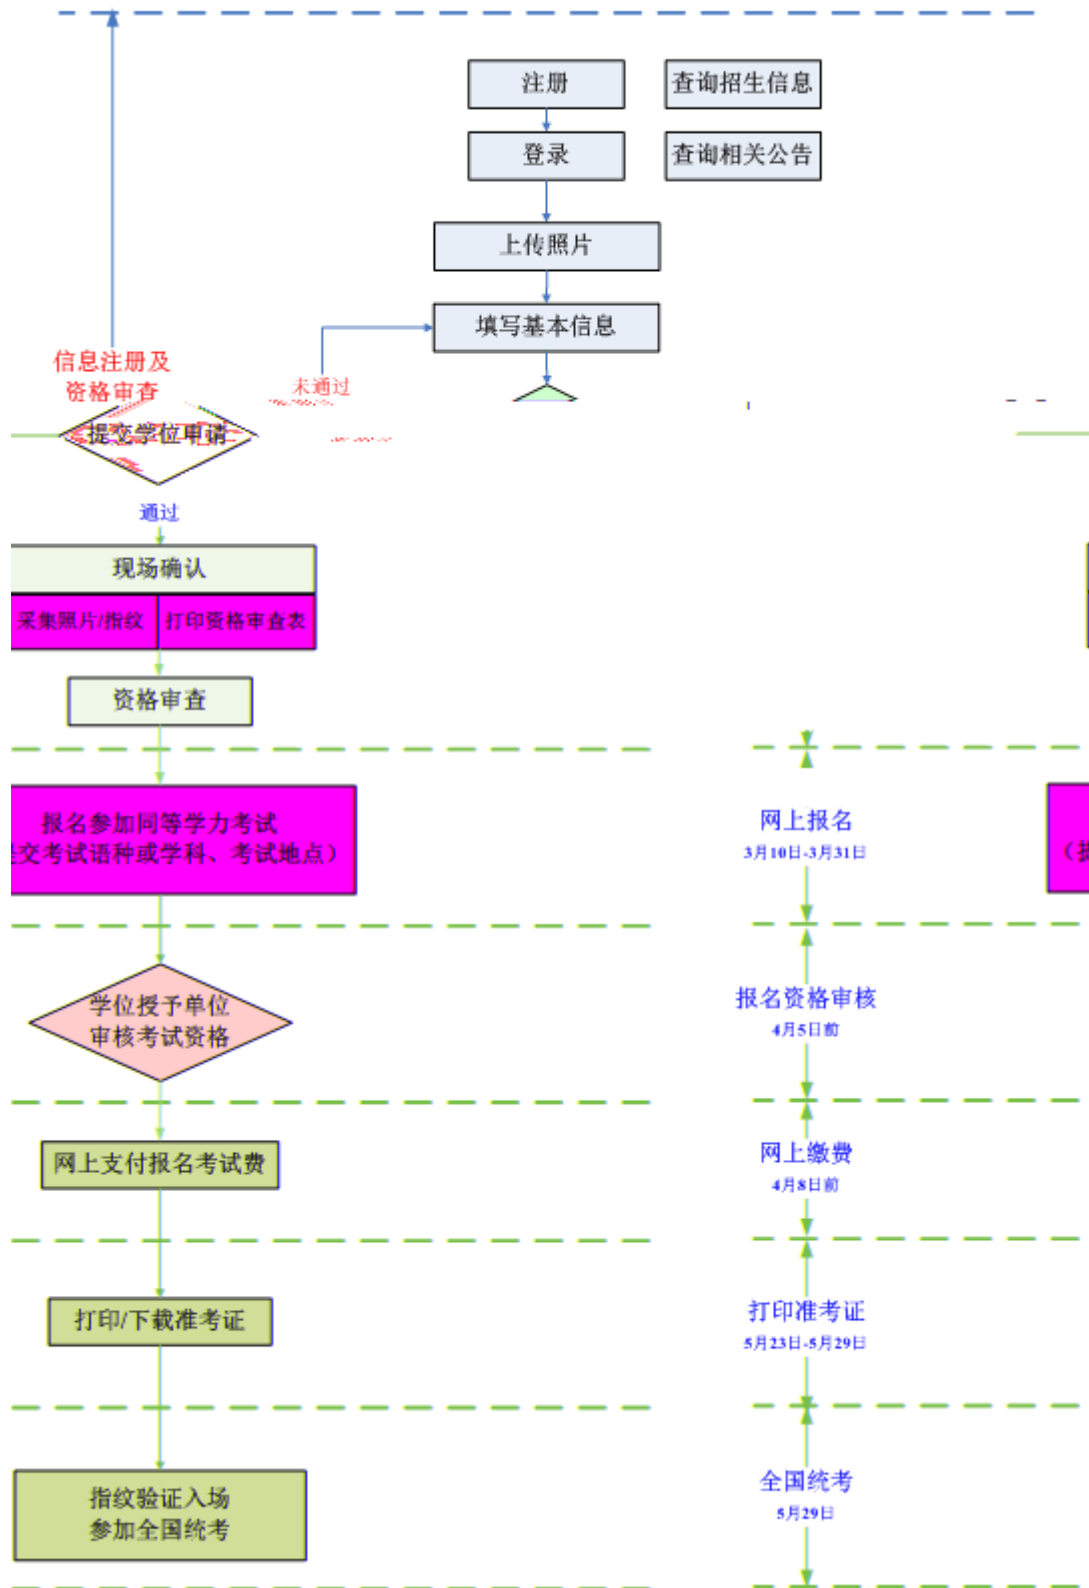 注册
查询招生信息
登录
查询相关公告
上传照片
填写基本信息
信息注册及
资格审查
未通过
提交学位申请
通过
现场确认
采集照片/指纹
打印资格审查表
资格审查
报名参加同等学力考试
交考试语种或学科、考试地点）
网上报名
3月10日-3月31日
（
学位授予单位
审核考试资格
报名资格审核
4月5日前
网上支付报名考试费
网上缴费
4月8日前
打印/下载准考证
打印准考证
5月23日-5月29日
指纹验证入场
参加全国统考
全国统考
5月29日